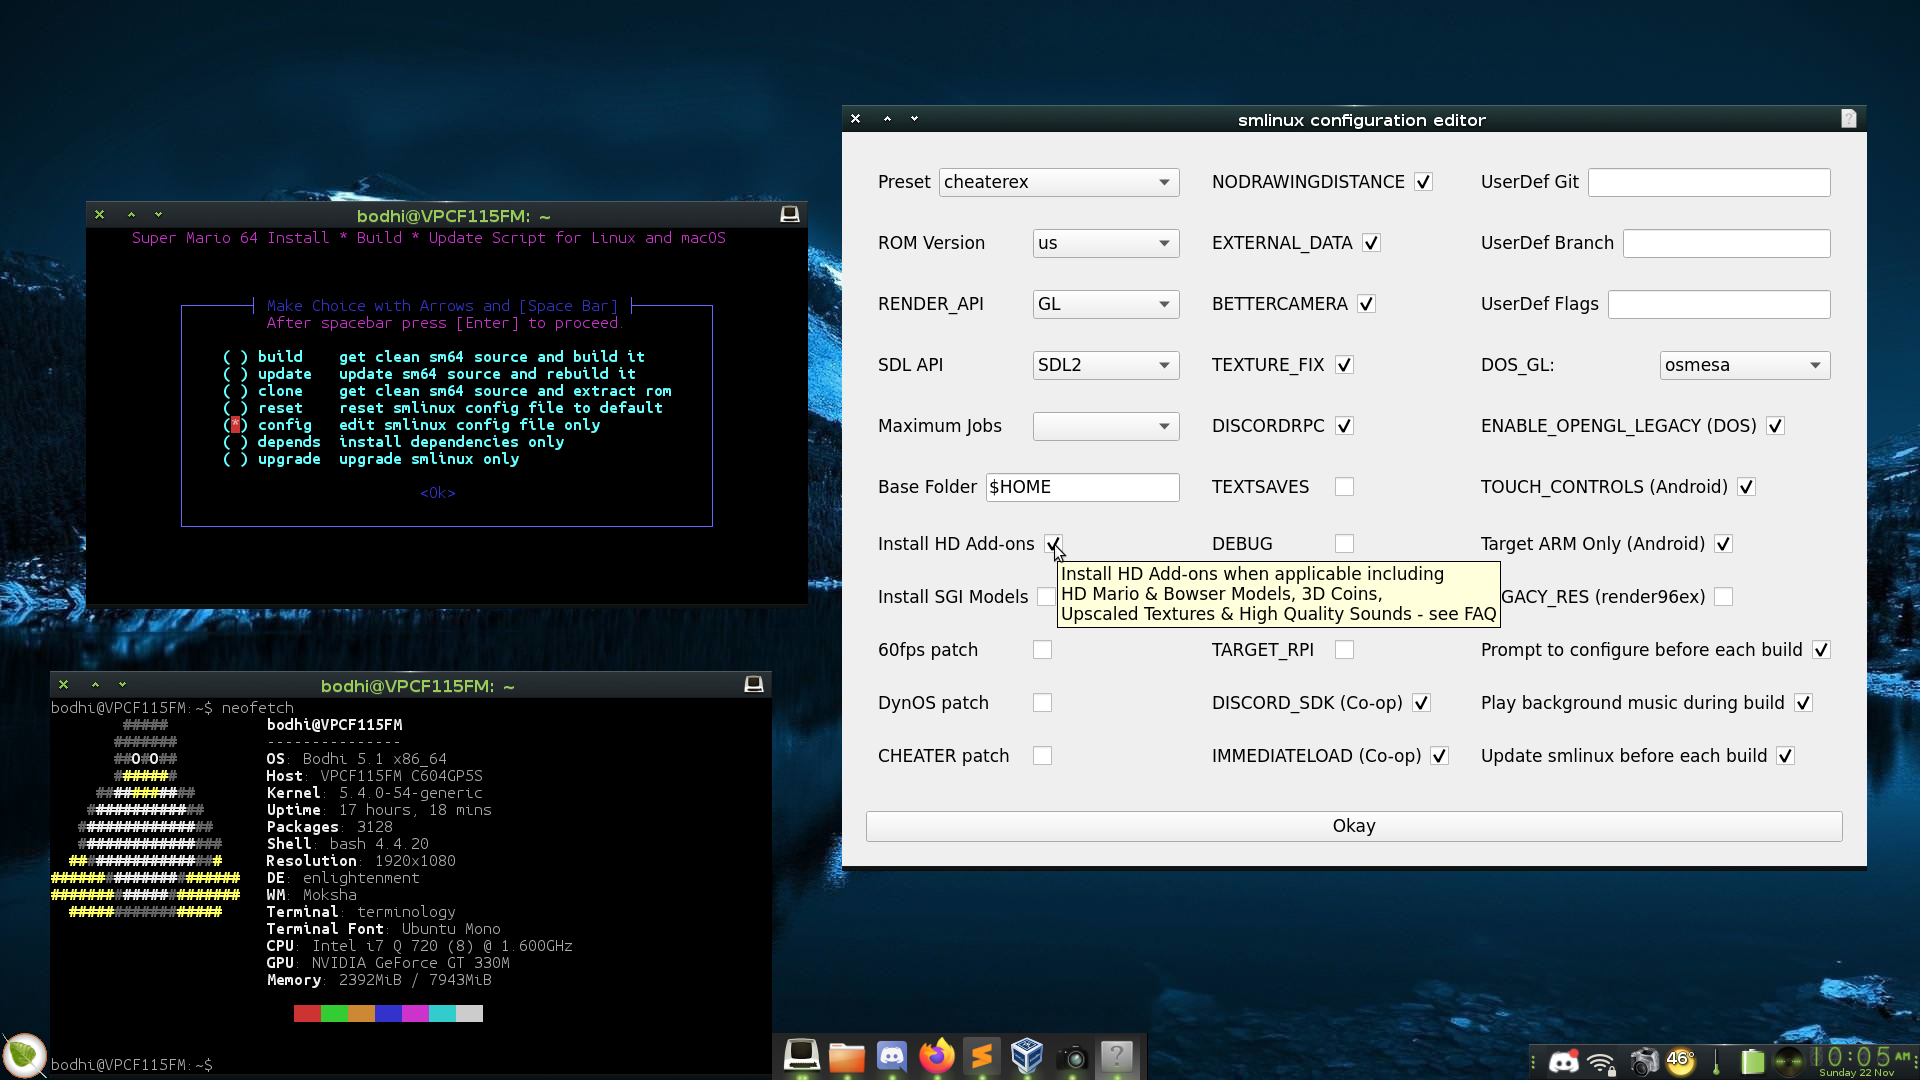 bodhi@VPCF115FM: ~
Super Mario 64 Install * Build * Update Script for Linux and macOS
Make Choice with Arrows and [Space Bar]
After spacebar press [Enter] to proceed.
( ) build get clean sm64 source and build it
( ) update update sm64 source and rebuild it
( ) clone get clean sm64 source and extract rom
( ) reset reset smlinux config file to default
(*) config edit smlinux config file only
( ) depends install dependencies only
( ) upgrade upgrade smlinux only
<Ok>
smlinux configuration editor
Preset cheaterex NODRAWINGDISTANCE UserDef Git
ROM Version us EXTERNAL_DATA UserDef Branch
RENDER_API GL BETTERCAMERA UserDef Flags
SDL API SDL2 TEXTURE_FIX DOS_GL: osmesa
Maximum Jobs DISCORDRPC ENABLE_OPENGL_LEGACY (DOS)
Base Folder $HOME TEXTSAVES TOUCH_CONTROLS (Android)
Install HD Add-ons DEBUG Target ARM Only (Android)
Install HD Add-ons when applicable including
HD Mario & Bowser Models, 3D Coins,
Upscaled Textures & High Quality Sounds - see FAQ
Install SGI Models GACY_RES (render96ex)
60fps patch TARGET_RPI Prompt to configure before each build
DynOS patch DISCORD_SDK (Co-op) Play background music during build
CHEATER patch IMMEDIATELOAD (Co-op) Update smlinux before each build
Okay
bodhi@VPCF115FM: ~
bodhi@VPCF115FM:~$ neofetch
bodhi@VPCF115FM
---------------
OS: Bodhi 5.1 x86_64
Host: VPCF115FM C604GP5S
Kernel: 5.4.0-54-generic
Uptime: 17 hours, 18 mins
Packages: 3128
Shell: bash 4.4.20
Resolution: 1920x1080
DE: enlightenment
WM: Moksha
Terminal: terminology
Terminal Font: Ubuntu Mono
CPU: Intel i7 Q 720 (8) @ 1.600GHz
GPU: NVIDIA GeForce GT 330M
Memory: 2392MiB / 7943MiB
bodhi@VPCF115FM:~$
46°
10:05 AM
Sunday 22 Nov